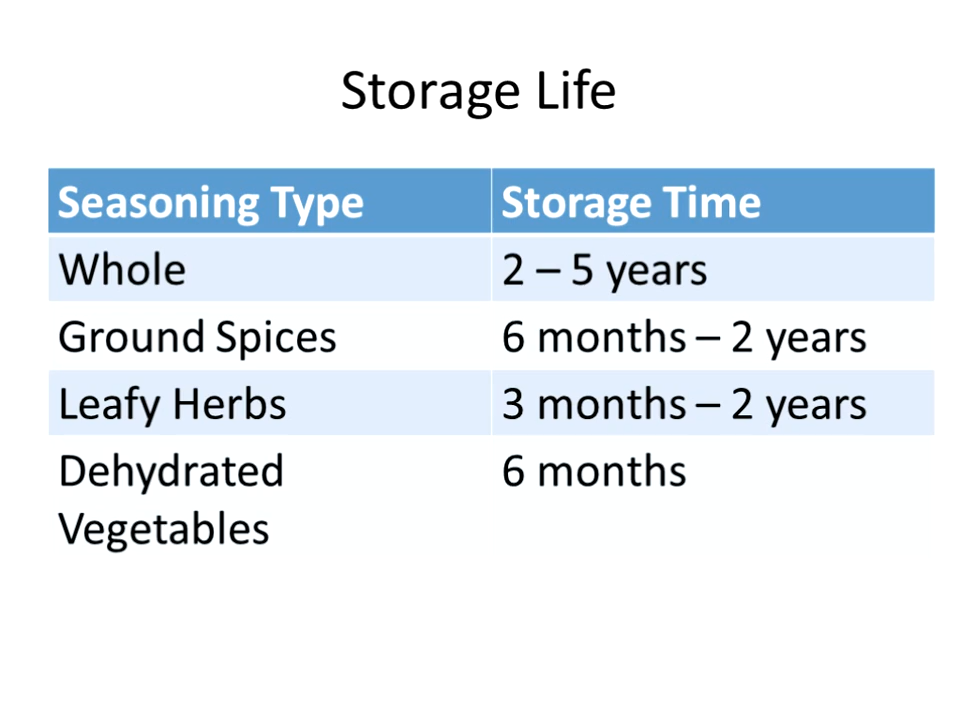 Storage Life
Seasoning Type Storage Time
Whole 2 – 5 years
Ground Spices 6 months – 2 years
Leafy Herbs 3 months – 2 years
Dehydrated 6 months
Vegetables